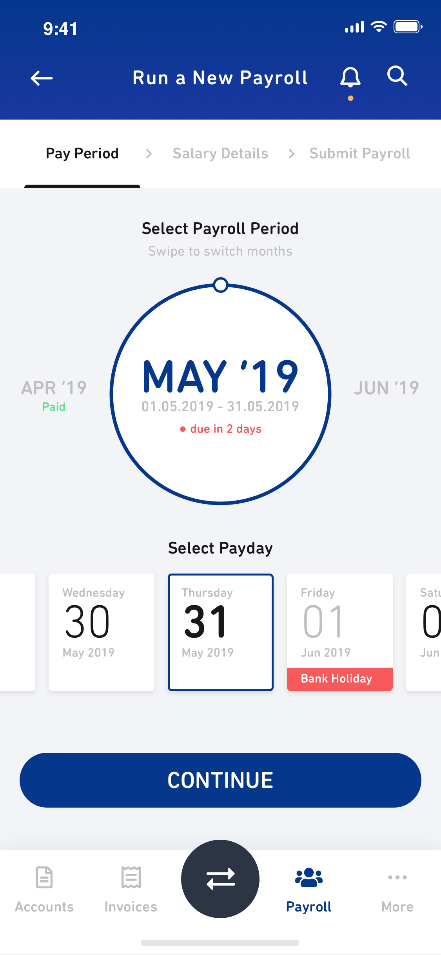 9:41
Run a New Payroll
Pay Period > Salary Details > Submit Payroll
Select Payroll Period
Swipe to switch months
MAY ‘19
APR ‘19
JUN ‘19
01.05.2019 - 31.05.2019
Paid
due in 2 days
Select Payday
Wednesday
30
May 2019
Thursday
31
May 2019
Friday
01
Jun 2019
Bank Holiday
Satu
0
Jun
CONTINUE
Accounts
Invoices
Payroll
More